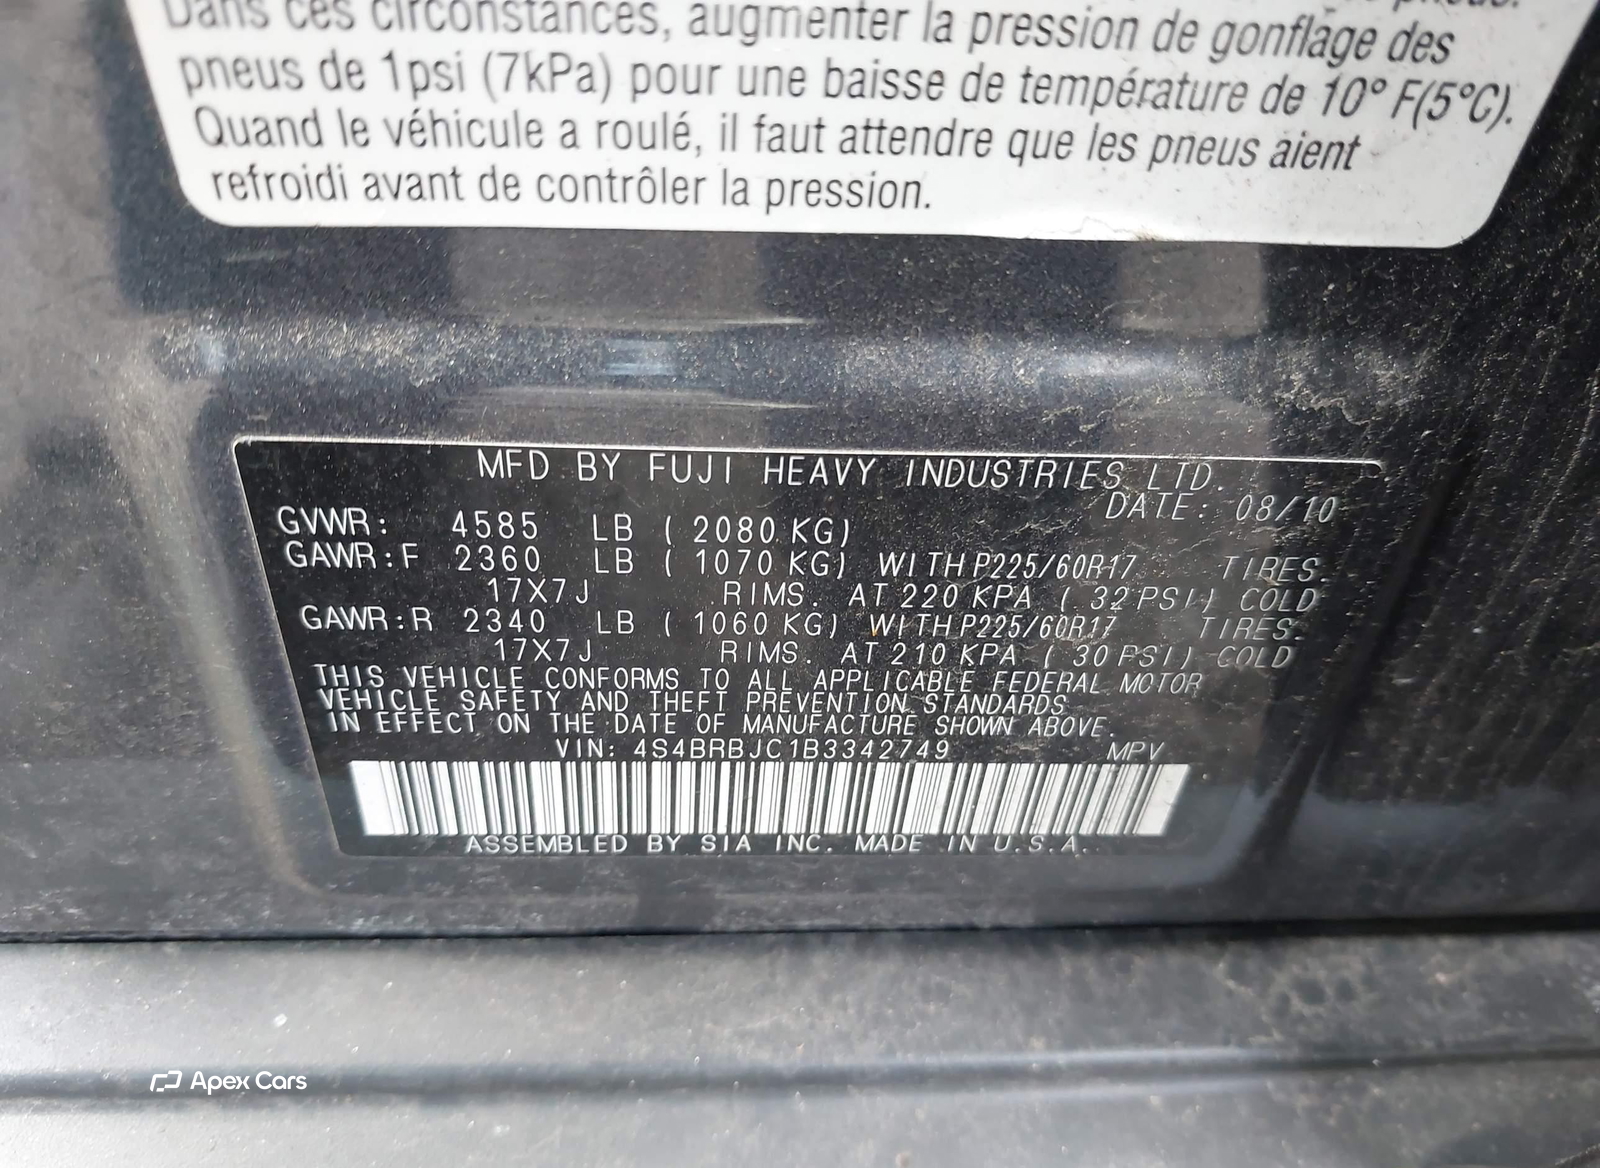 Dans ces circonstances, augmenter la pression de gonflage des
pneus de 1psi (7kPa) pour une baisse de température de 10° F(5°C).
Quand le véhicule a roulé, il faut attendre que les pneus aient
refroidi avant de contrôler la pression.
MFD BY FUJI HEAVY INDUSTRIES LTD.
DATE: 08/10
GVWR: 4585 LB ( 2080 KG)
GAWR:F 2360 LB ( 1070 KG) WITH P225/60R17 TIRES.
17X7J RIMS. AT 220 KPA ( 32 PSI) COLD
GAWR:R 2340 LB ( 1060 KG) WITH P225/60R17 TIRES.
17X7J RIMS. AT 210 KPA ( 30 PSI) COLD
THIS VEHICLE CONFORMS TO ALL APPLICABLE FEDERAL MOTOR
VEHICLE SAFETY AND THEFT PREVENTION STANDARDS
IN EFFECT ON THE DATE OF MANUFACTURE SHOWN ABOVE.
VIN: 4S4BRBJC1B3342749 MPV
ASSEMBLED BY SIA INC. MADE IN U.S.A.
Apex Cars